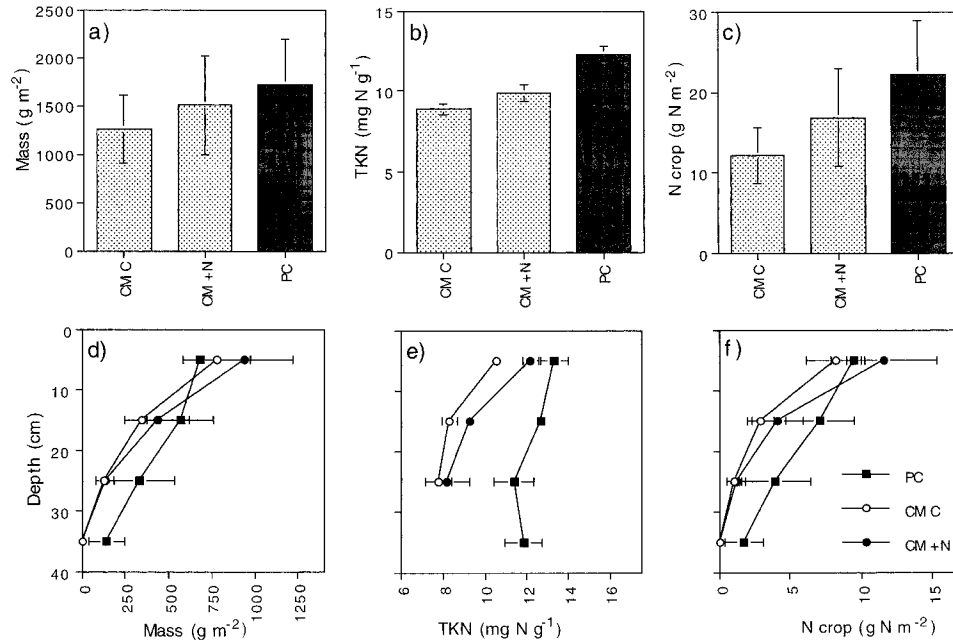 a)
Mass (g m-2)
2500
2000
1500
1000
500
0
CM C
CM +N
PC
b)
TKN (mg N g-1)
15
10
5
0
CM C
CM +N
PC
c)
N crop (g N m-2)
30
20
10
0
CM C
CM +N
PC
d)
Depth (cm)
0
10
20
30
40
0
250
500
750
1000
1250
Mass (g m-2)
e)
6
8
10
12
14
16
TKN (mg N g-1)
f)
PC
CM C
CM +N
0
5
10
15
N crop (g N m-2)